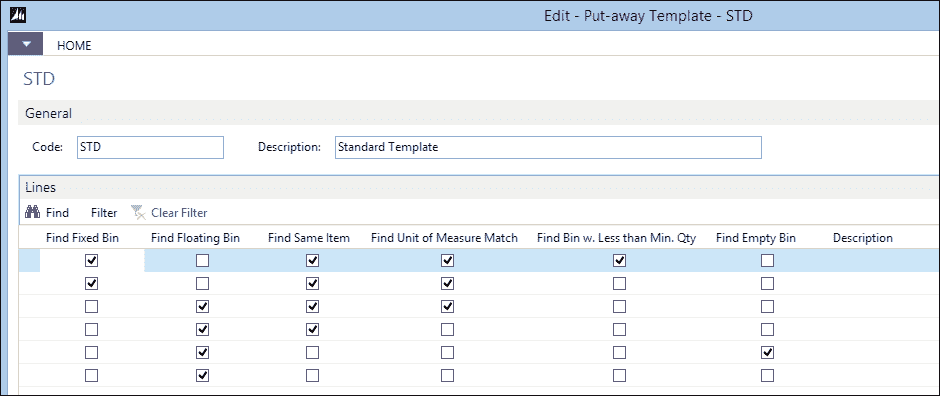 Edit - Put-away Template - STD
HOME
STD
General
Code: STD Description: Standard Template
Lines
Find Filter Clear Filter
Find Fixed Bin Find Floating Bin Find Same Item Find Unit of Measure Match Find Bin w. Less than Min. Qty Find Empty Bin Description